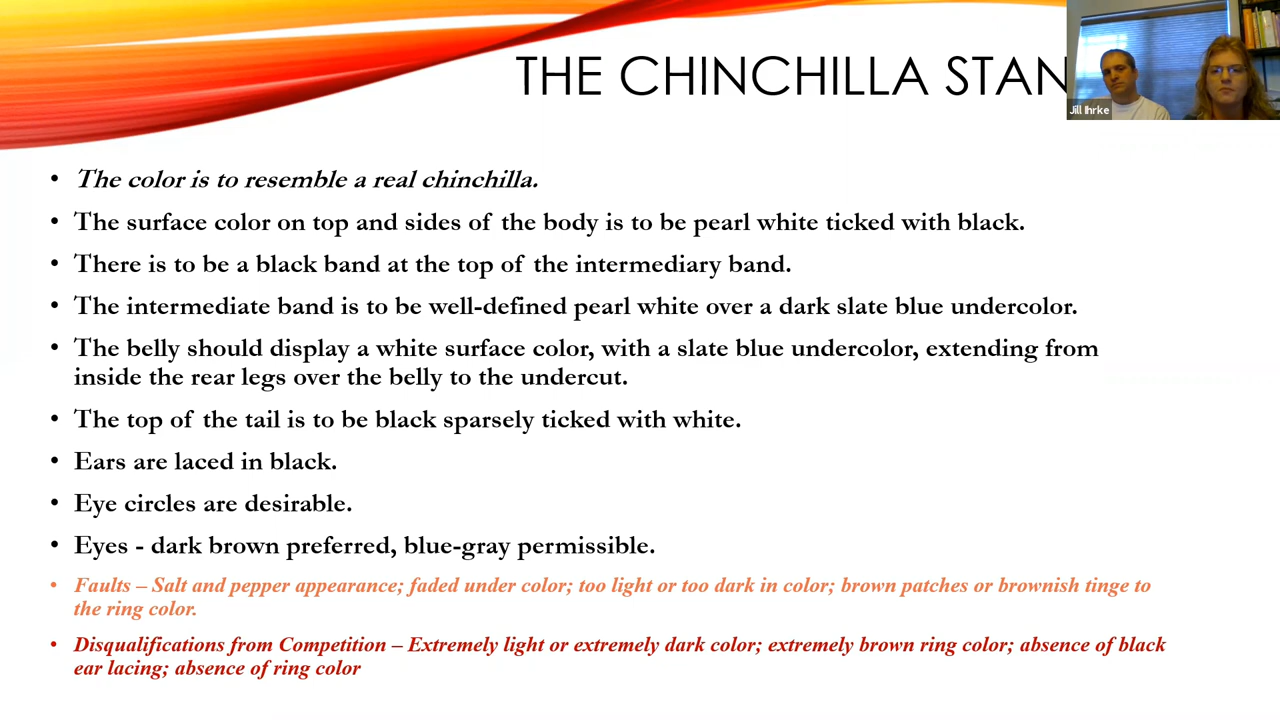 THE CHINCHILLA STAN
Jill Ihrke
• The color is to resemble a real chinchilla.
• The surface color on top and sides of the body is to be pearl white ticked with black.
• There is to be a black band at the top of the intermediary band.
• The intermediate band is to be well-defined pearl white over a dark slate blue undercolor.
• The belly should display a white surface color, with a slate blue undercolor, extending from
inside the rear legs over the belly to the undercut.
• The top of the tail is to be black sparsely ticked with white.
• Ears are laced in black.
• Eye circles are desirable.
• Eyes - dark brown preferred, blue-gray permissible.
• Faults – Salt and pepper appearance; faded under color; too light or too dark in color; brown patches or brownish tinge to
the ring color.
• Disqualifications from Competition – Extremely light or extremely dark color; extremely brown ring color; absence of black
ear lacing; absence of ring color